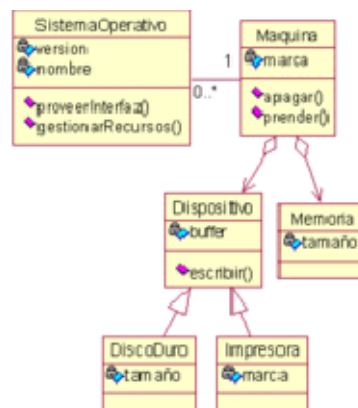 SistemaOperativo
version
nombre
proveerInterfaz()
gestionarRecursos()
1
0..*
Maquina
marca
apagar()
prender()
Dispositivo
buffer
escribir()
Memoria
tamaño
DiscoDuro
tamaño
Impresora
marca